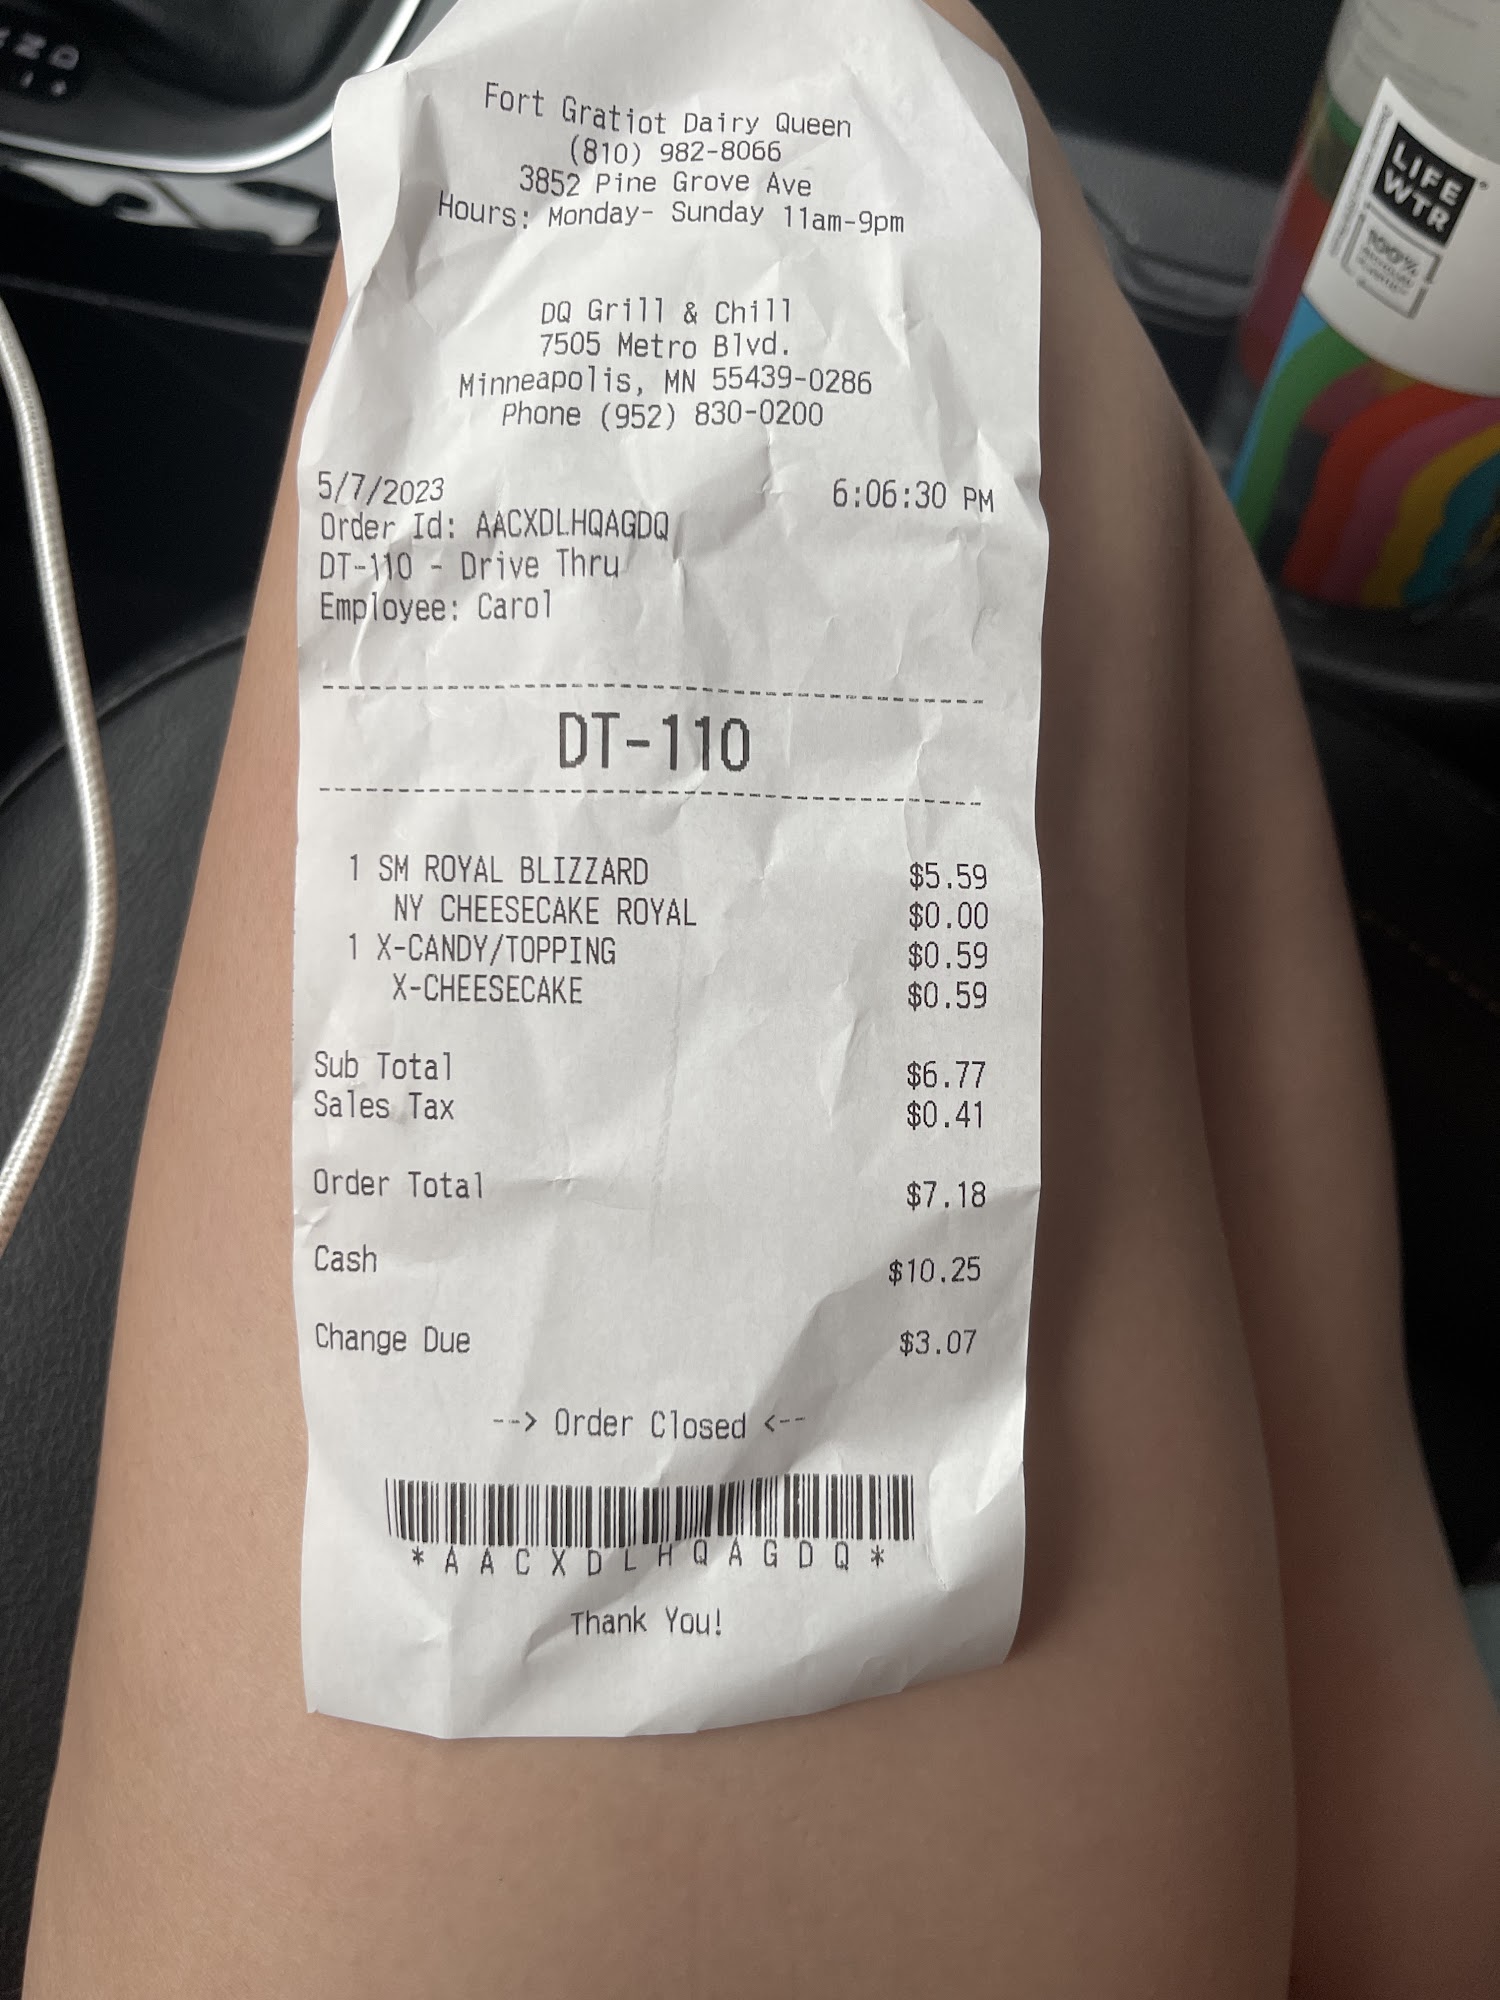 Fort Gratiot Dairy Queen
(810) 982-8066
3852 Pine Grove Ave
Hours: Monday- Sunday 11am-9pm
DQ Grill & Chill
7505 Metro Blvd.
Minneapolis, MN 55439-0286
Phone (952) 830-0200
5/7/2023 6:06:30 PM
Order Id: AACXDLHQAGDQ
DT-110 - Drive Thru
Employee: Carol
DT-110
1 SM ROYAL BLIZZARD $5.59
NY CHEESECAKE ROYAL $0.00
1 X-CANDY/TOPPING $0.59
X-CHEESECAKE $0.59
Sub Total $6.77
Sales Tax $0.41
Order Total $7.18
Cash $10.25
Change Due $3.07
--> Order Closed <--
* A A C X D L H Q A G D Q *
Thank You!
LIFE
WTR
100%
N D